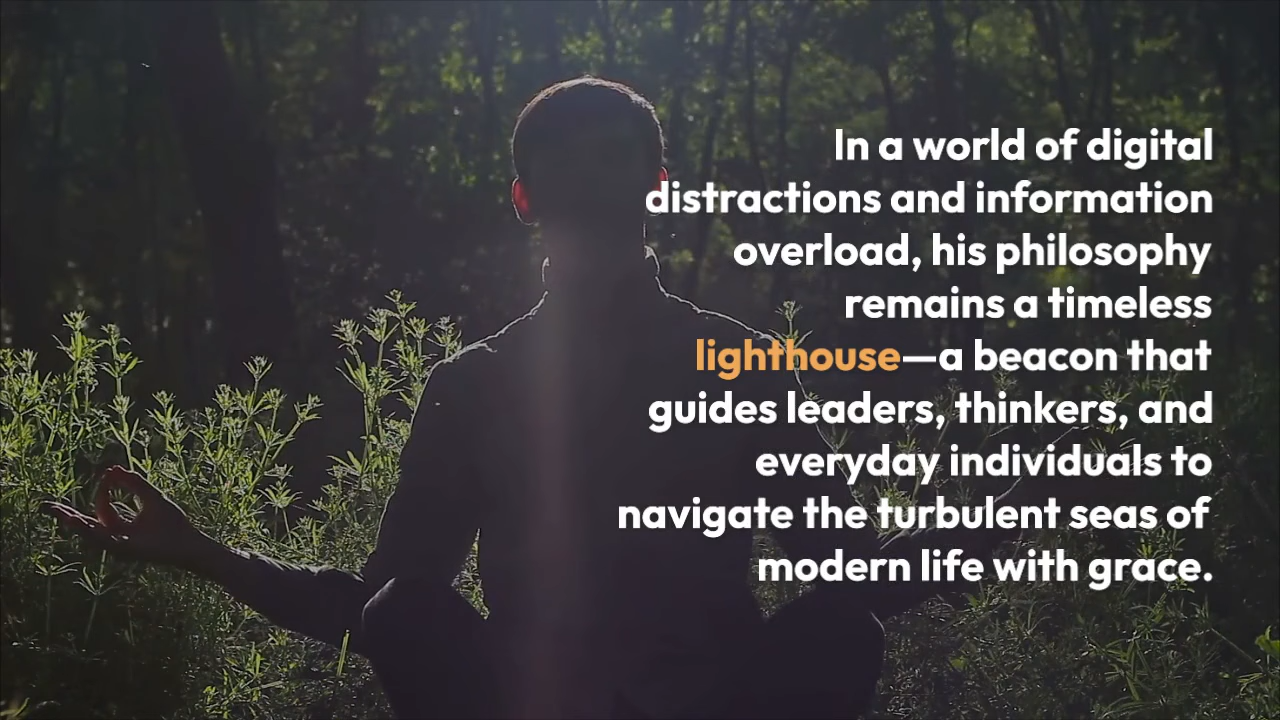 In a world of digital
distractions and information
overload, his philosophy
remains a timeless
lighthouse—a beacon that
guides leaders, thinkers, and
everyday individuals to
navigate the turbulent seas of
modern life with grace.